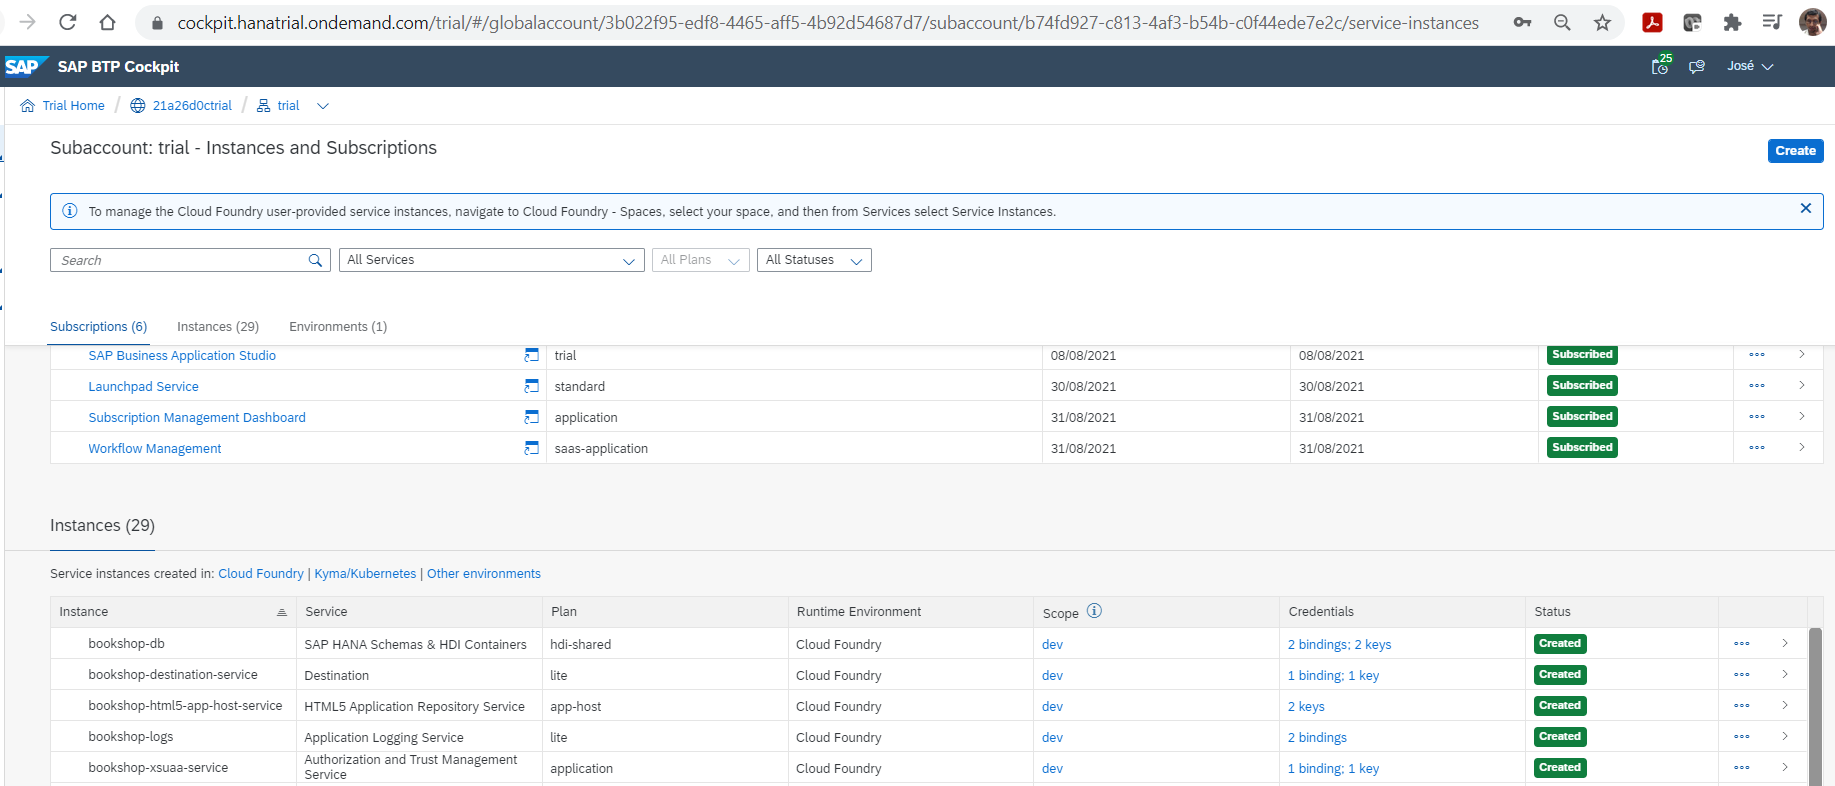 cockpit.hanatrial.ondemand.com/trial/#/globalaccount/3b022f95-edf8-4465-aff5-4b92d54687d7/subaccount/b74fd927-c813-4af3-b54b-c0f44ede7e2c/service-instances
SAP SAP BTP Cockpit 25 José
Trial Home / 21a26d0ctrial / trial
Subaccount: trial - Instances and Subscriptions Create
To manage the Cloud Foundry user-provided service instances, navigate to Cloud Foundry - Spaces, select your space, and then from Services select Service Instances.
Search All Services All Plans All Statuses
Subscriptions (6) Instances (29) Environments (1)
SAP Business Application Studio trial 08/08/2021 08/08/2021 Subscribed
Launchpad Service standard 30/08/2021 30/08/2021 Subscribed
Subscription Management Dashboard application 31/08/2021 31/08/2021 Subscribed
Workflow Management saas-application 31/08/2021 31/08/2021 Subscribed
Instances (29)
Service instances created in: Cloud Foundry | Kyma/Kubernetes | Other environments
Instance Service Plan Runtime Environment Scope Credentials Status
bookshop-db SAP HANA Schemas & HDI Containers hdi-shared Cloud Foundry dev 2 bindings; 2 keys Created
bookshop-destination-service Destination lite Cloud Foundry dev 1 binding; 1 key Created
bookshop-html5-app-host-service HTML5 Application Repository Service app-host Cloud Foundry dev 2 keys Created
bookshop-logs Application Logging Service lite Cloud Foundry dev 2 bindings Created
bookshop-xsuaa-service Authorization and Trust Management Service application Cloud Foundry dev 1 binding; 1 key Created